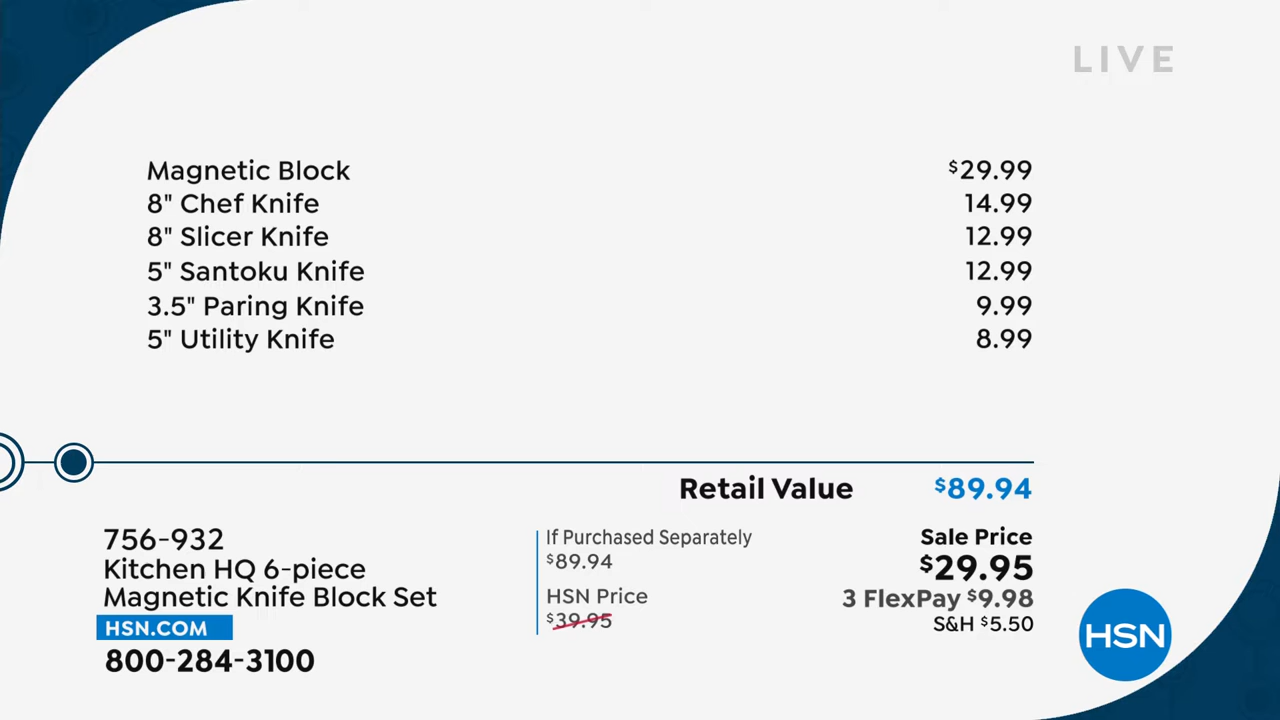 LIVE
Magnetic Block $29.99
8" Chef Knife 14.99
8" Slicer Knife 12.99
5" Santoku Knife 12.99
3.5" Paring Knife 9.99
5" Utility Knife 8.99
Retail Value $89.94
756-932
Kitchen HQ 6-piece
Magnetic Knife Block Set
HSN.COM
800-284-3100
If Purchased Separately
$89.94
HSN Price
$39.95
Sale Price
$29.95
3 FlexPay $9.98
S&H $5.50
HSN